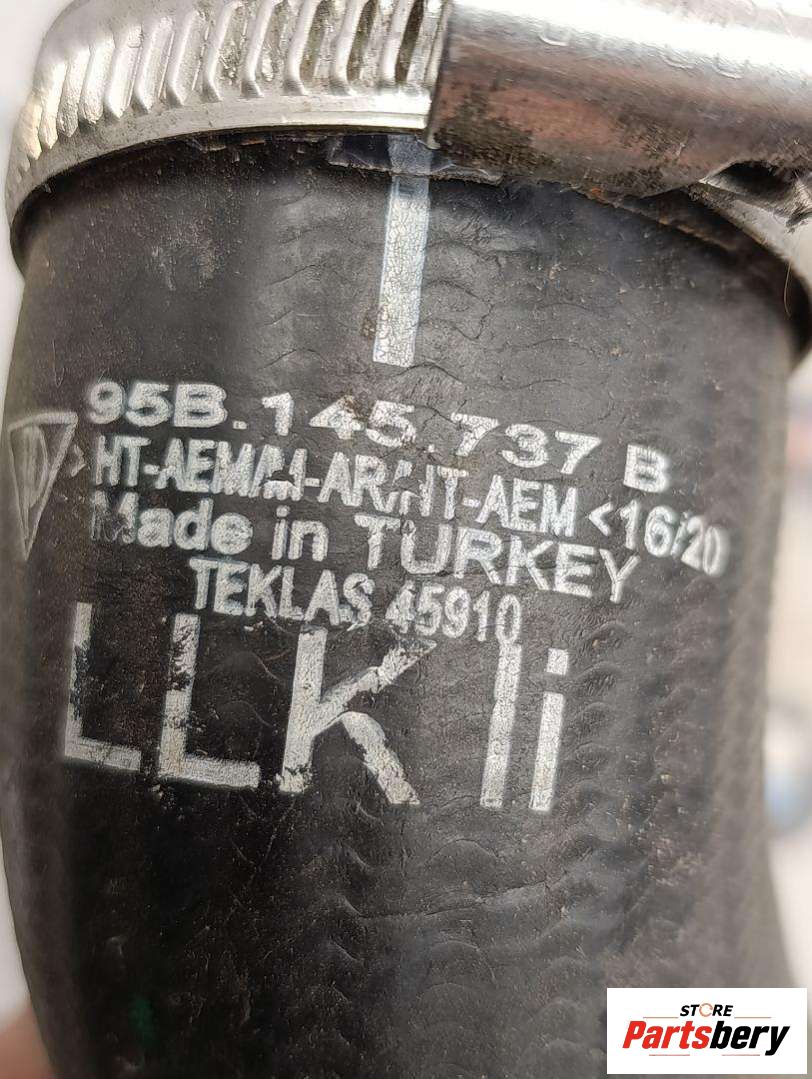 95B.145.737 B
HT-AEM/M-AR/HT-AEM <16/20
Made in TURKEY
TEKLAS 45910
LLK li
STORE
Partsbery